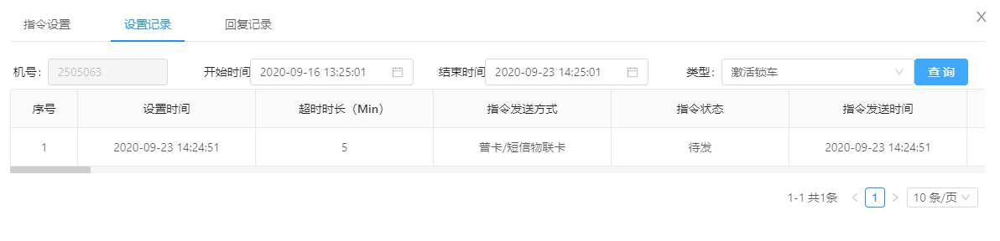 指令设置 设置记录 回复记录 X
机号： 2505063 开始时间 2020-09-16 13:25:01 结束时间 2020-09-23 14:25:01 类型： 激活锁车 查 询
序号 设置时间 超时时长（Min） 指令发送方式 指令状态 指令发送时间
1 2020-09-23 14:24:51 5 普卡/短信物联卡 待发 2020-09-23 14:24:51
1-1 共1条 < 1 > 10 条/页